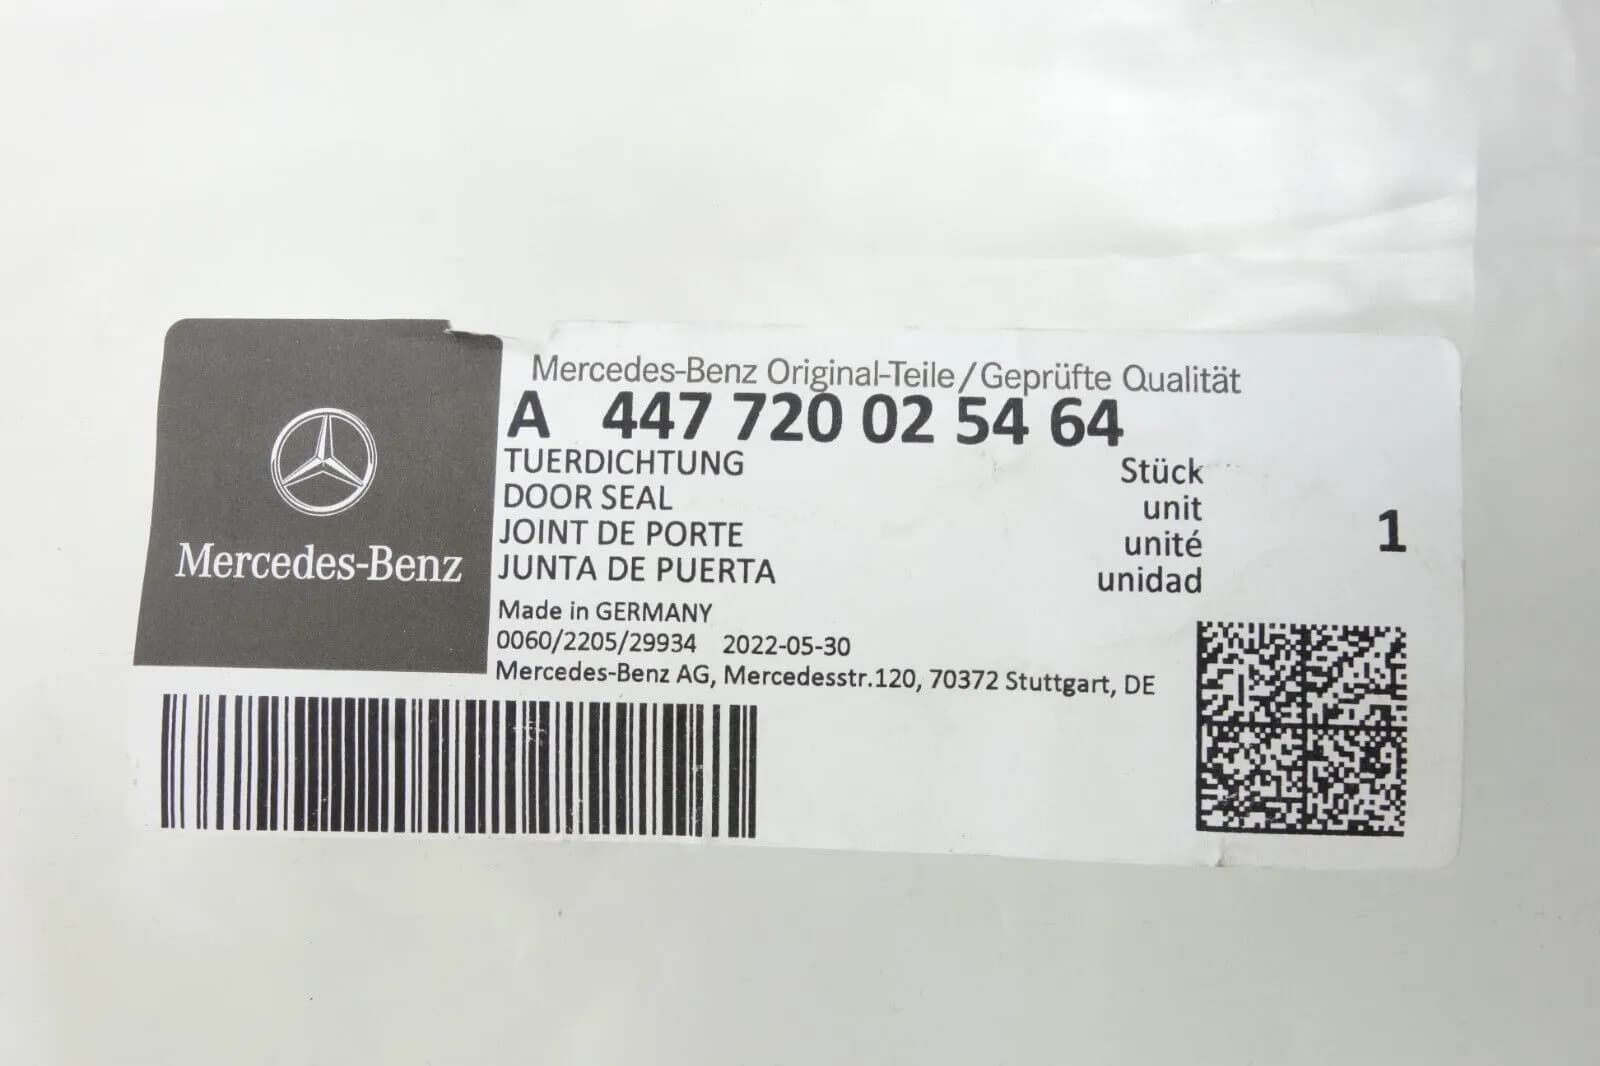 Mercedes-Benz Original-Teile/Geprüfte Qualität
A 447 720 02 54 64
TUERDICHTUNG
DOOR SEAL
JOINT DE PORTE
JUNTA DE PUERTA
Stück
unit
unité
unidad
1
Mercedes-Benz
Made in GERMANY
0060/2205/29934 2022-05-30
Mercedes-Benz AG, Mercedesstr.120, 70372 Stuttgart, DE